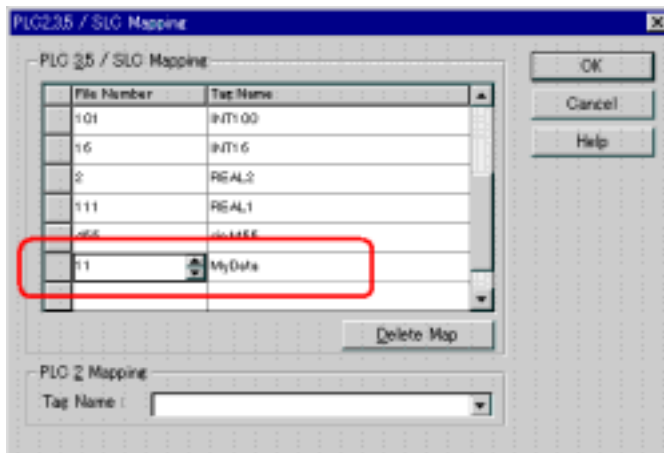 PLC2,3,5 / SLC Mapping
PLC 3,5 / SLC Mapping
File Number Tag Name
101 INT100
16 INT16
2 REAL2
111 REAL1
11 MyData
OK
Cancel
Help
Delete Map
PLC 2 Mapping
Tag Name :